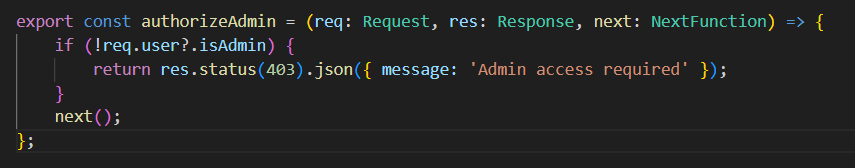 export const authorizeAdmin = (req: Request, res: Response, next: NextFunction) => {
    if (!req.user?.isAdmin) {
        return res.status(403).json({ message: 'Admin access required' });
    }
    next();
};